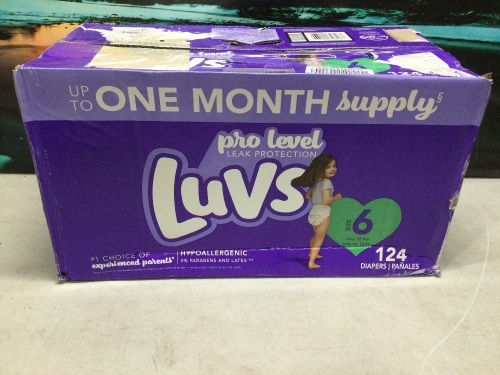 124
UP TO ONE MONTH supply§
pro level
LEAK PROTECTION
Luvs
SIZE 6
#1 CHOICE OF
experienced parents*
HYPOALLERGENIC
0% PARABENS AND LATEX
124
DIAPERS | PAÑALES